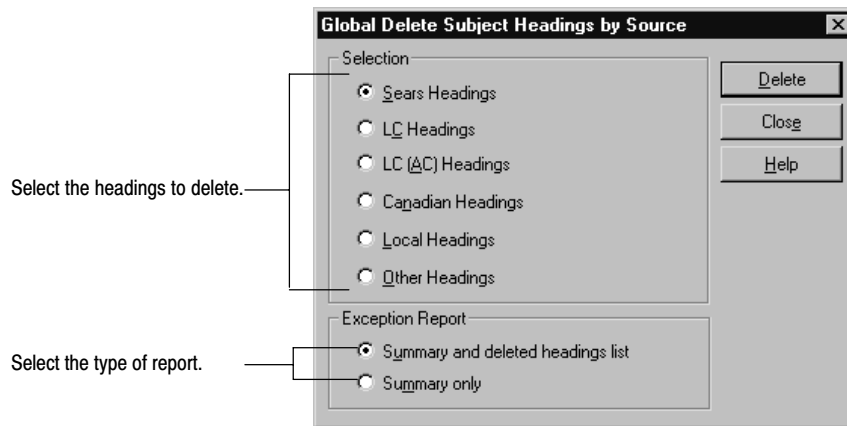 Global Delete Subject Headings by Source
Selection
Sears Headings
LC Headings
LC (AC) Headings
Canadian Headings
Local Headings
Other Headings
Delete
Close
Help
Select the headings to delete.
Exception Report
Summary and deleted headings list
Summary only
Select the type of report.